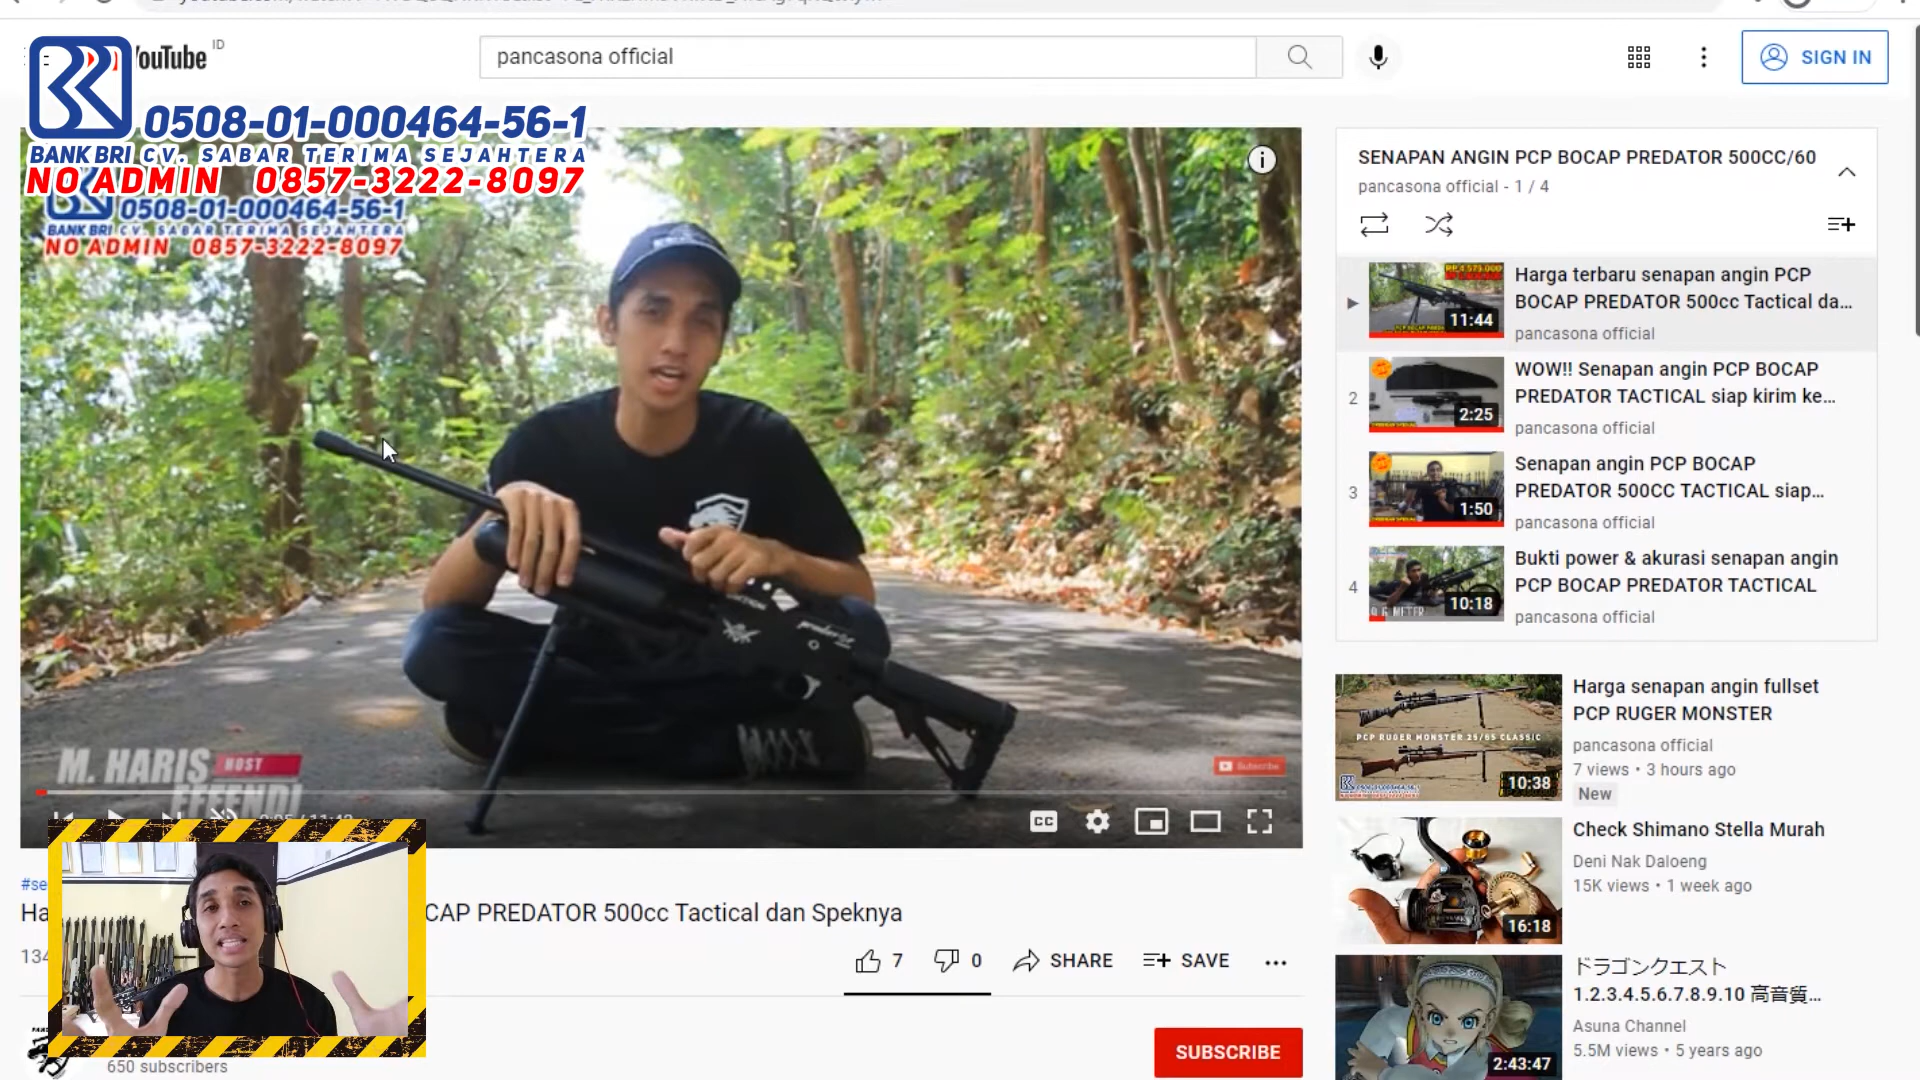 YouTube ID
pancasona official
SIGN IN
0508-01-000464-56-1
BANK BRI CV. SABAR TERIMA SEJAHTERA
NO ADMIN 0857-3222-8097
0508-01-000464-56-1
BANK BRI CV. SABAR TERIMA SEJAHTERA
NO ADMIN 0857-3222-8097
M. HARIS
HOST
EFFENDI
Subscribe
CC
#se
CAP PREDATOR 500cc Tactical dan Speknya
134
7
0
SHARE
SAVE
650 subscribers
SUBSCRIBE
SENAPAN ANGIN PCP BOCAP PREDATOR 500CC/60
pancasona official - 1 / 4
11:44
Harga terbaru senapan angin PCP
BOCAP PREDATOR 500cc Tactical da...
pancasona official
2
2:25
WOW!! Senapan angin PCP BOCAP
PREDATOR TACTICAL siap kirim ke...
pancasona official
3
1:50
Senapan angin PCP BOCAP
PREDATOR 500CC TACTICAL siap...
pancasona official
4
10:18
Bukti power & akurasi senapan angin
PCP BOCAP PREDATOR TACTICAL
pancasona official
PCP RUGER MONSTER 25/65 CLASSIC
10:38
Harga senapan angin fullset
PCP RUGER MONSTER
pancasona official
7 views • 3 hours ago
New
16:18
Check Shimano Stella Murah
Deni Nak Daloeng
15K views • 1 week ago
2:43:47
ドラゴンクエスト
1.2.3.4.5.6.7.8.9.10 高音質...
Asuna Channel
5.5M views • 5 years ago